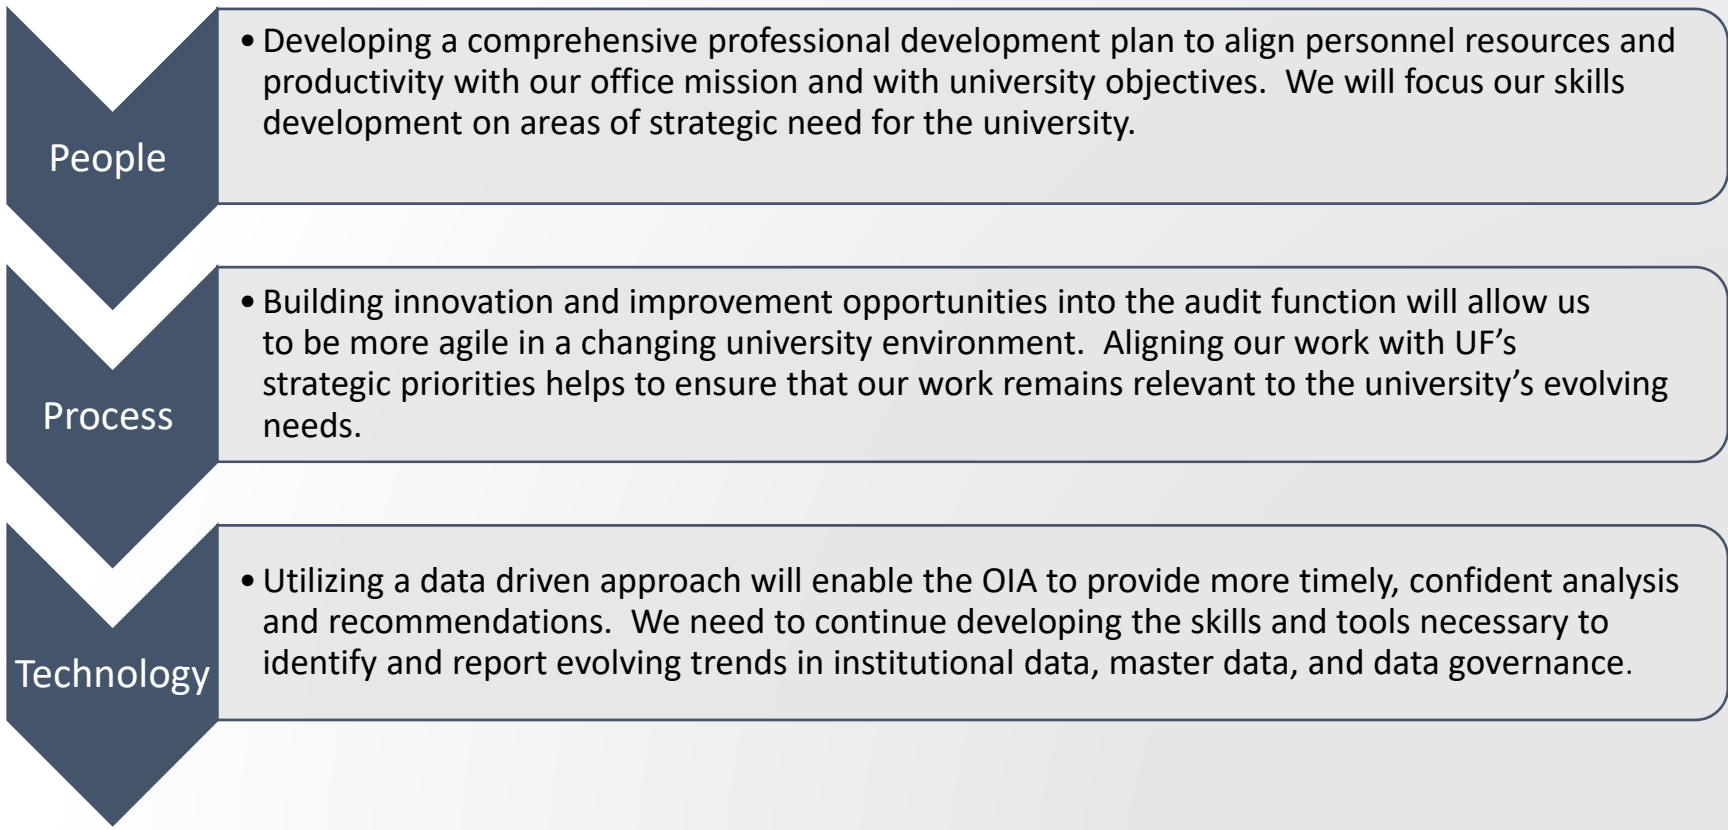 People
• Developing a comprehensive professional development plan to align personnel resources and
productivity with our office mission and with university objectives.  We will focus our skills
development on areas of strategic need for the university.
Process
• Building innovation and improvement opportunities into the audit function will allow us
to be more agile in a changing university environment.  Aligning our work with UF’s
strategic priorities helps to ensure that our work remains relevant to the university’s evolving
needs.
Technology
• Utilizing a data driven approach will enable the OIA to provide more timely, confident analysis
and recommendations.  We need to continue developing the skills and tools necessary to
identify and report evolving trends in institutional data, master data, and data governance.